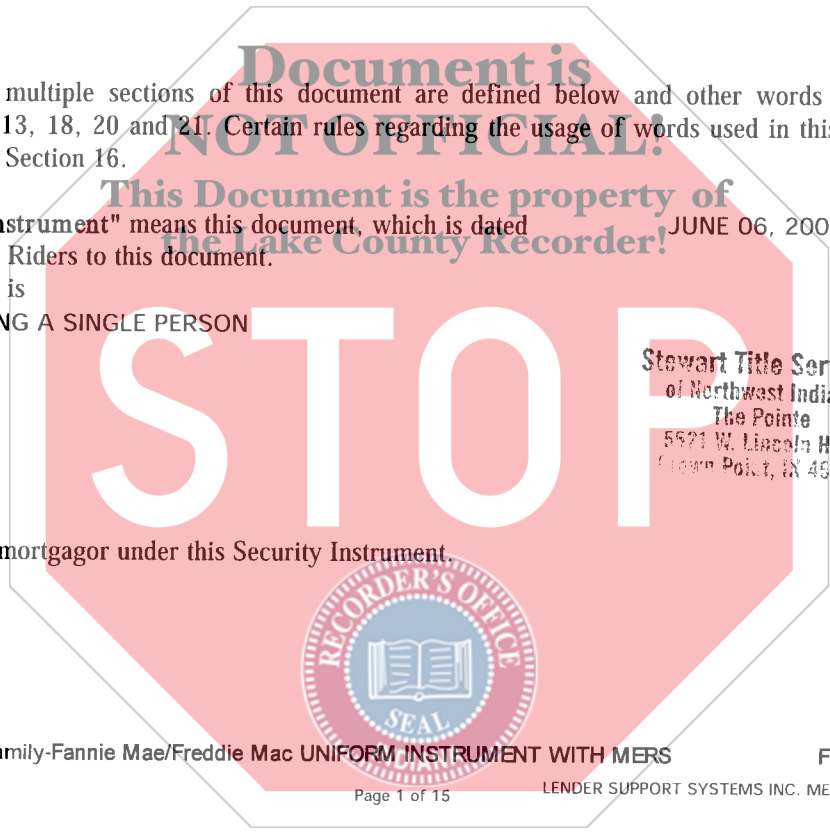 Document is
multiple sections of this document are defined below and other words
13, 18, 20 and 21. Certain rules regarding the usage of words used in this
NOT OFFICIAL!
Section 16.
This Document is the property of
nstrument" means this document, which is dated JUNE 06, 200
the Lake County Recorder!
Riders to this document.
is
NG A SINGLE PERSON
STOP
Stewart Title Ser
of Northwest India
The Pointe
5521 W. Lincoln H
Crown Point, IN
mortgagor under this Security Instrument.
RECORDER'S OFFICE
SEAL
INDIANA
amily-Fannie Mae/Freddie Mac UNIFORM INSTRUMENT WITH MERS F
Page 1 of 15 LENDER SUPPORT SYSTEMS INC. ME